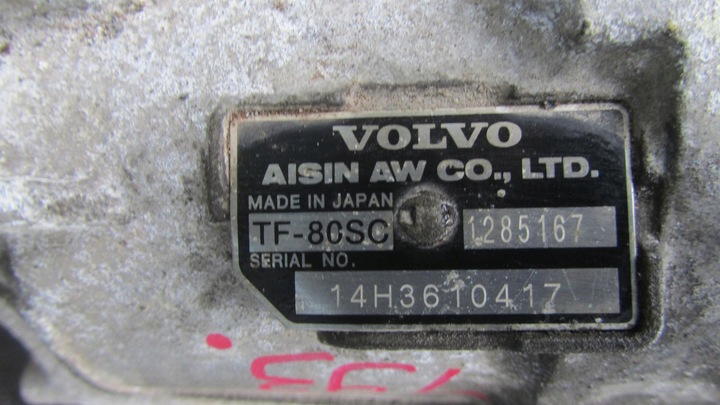 VOLVO
AISIN AW CO., LTD.
MADE IN JAPAN
TF-80SC 1285167
SERIAL NO.
14H3610417